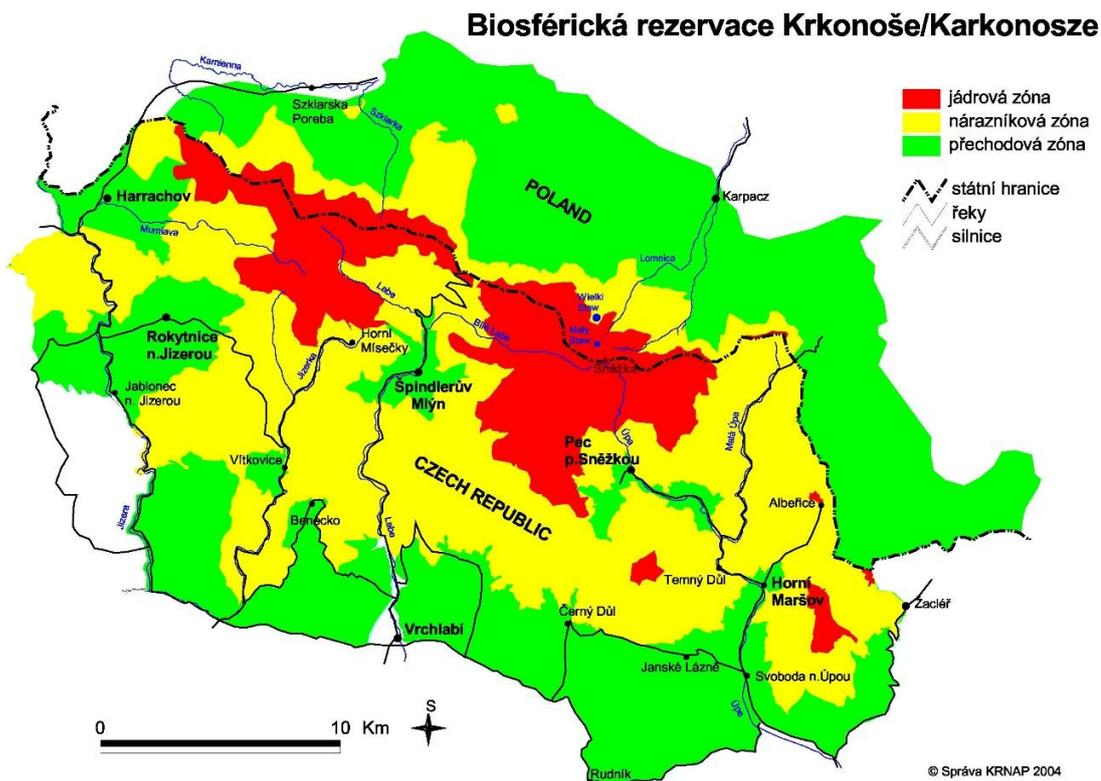 Biosférická rezervace Krkonoše/Karkonosze
jádrová zóna
nárazníková zóna
přechodová zóna
státní hranice
řeky
silnice
Kamienna
Szklarska
Poreba
Szklarka
POLAND
Karpacz
Harrachov
Mumlava
Lomnica
Labe
Wielki
Staw
Mały
Staw
Bílé Labe
Rokytnice
n.Jizerou
Horní
Mísečky
Jizerka
Sněžka
Jablonec
n. Jizerou
Špindlerův
Mlýn
Malá Úpa
Úpa
Pec
p.Sněžkou
Vítkovice
CZECH REPUBLIC
Albeřice
Jizera
Benecko
Labe
Temný Důl
Horní
Maršov
Žacléř
Černý Důl
Vrchlabí
Janské Lázně
Svoboda n.Úpou
Úpe
0
10
Km
S
Rudník
© Správa KRNAP 2004